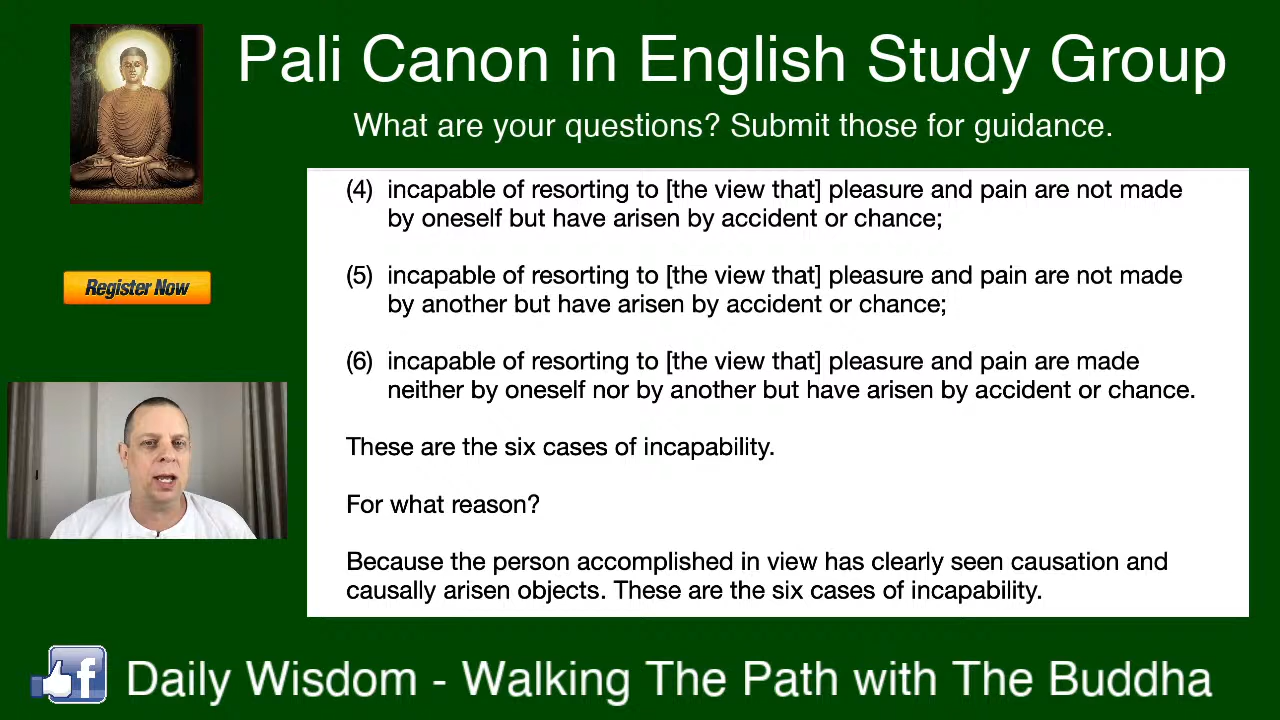 Pali Canon in English Study Group
What are your questions? Submit those for guidance.
(4) incapable of resorting to [the view that] pleasure and pain are not made
by oneself but have arisen by accident or chance;
(5) incapable of resorting to [the view that] pleasure and pain are not made
by another but have arisen by accident or chance;
(6) incapable of resorting to [the view that] pleasure and pain are made
neither by oneself nor by another but have arisen by accident or chance.
These are the six cases of incapability.
For what reason?
Because the person accomplished in view has clearly seen causation and
causally arisen objects. These are the six cases of incapability.
Register Now
f
Daily Wisdom - Walking The Path with The Buddha